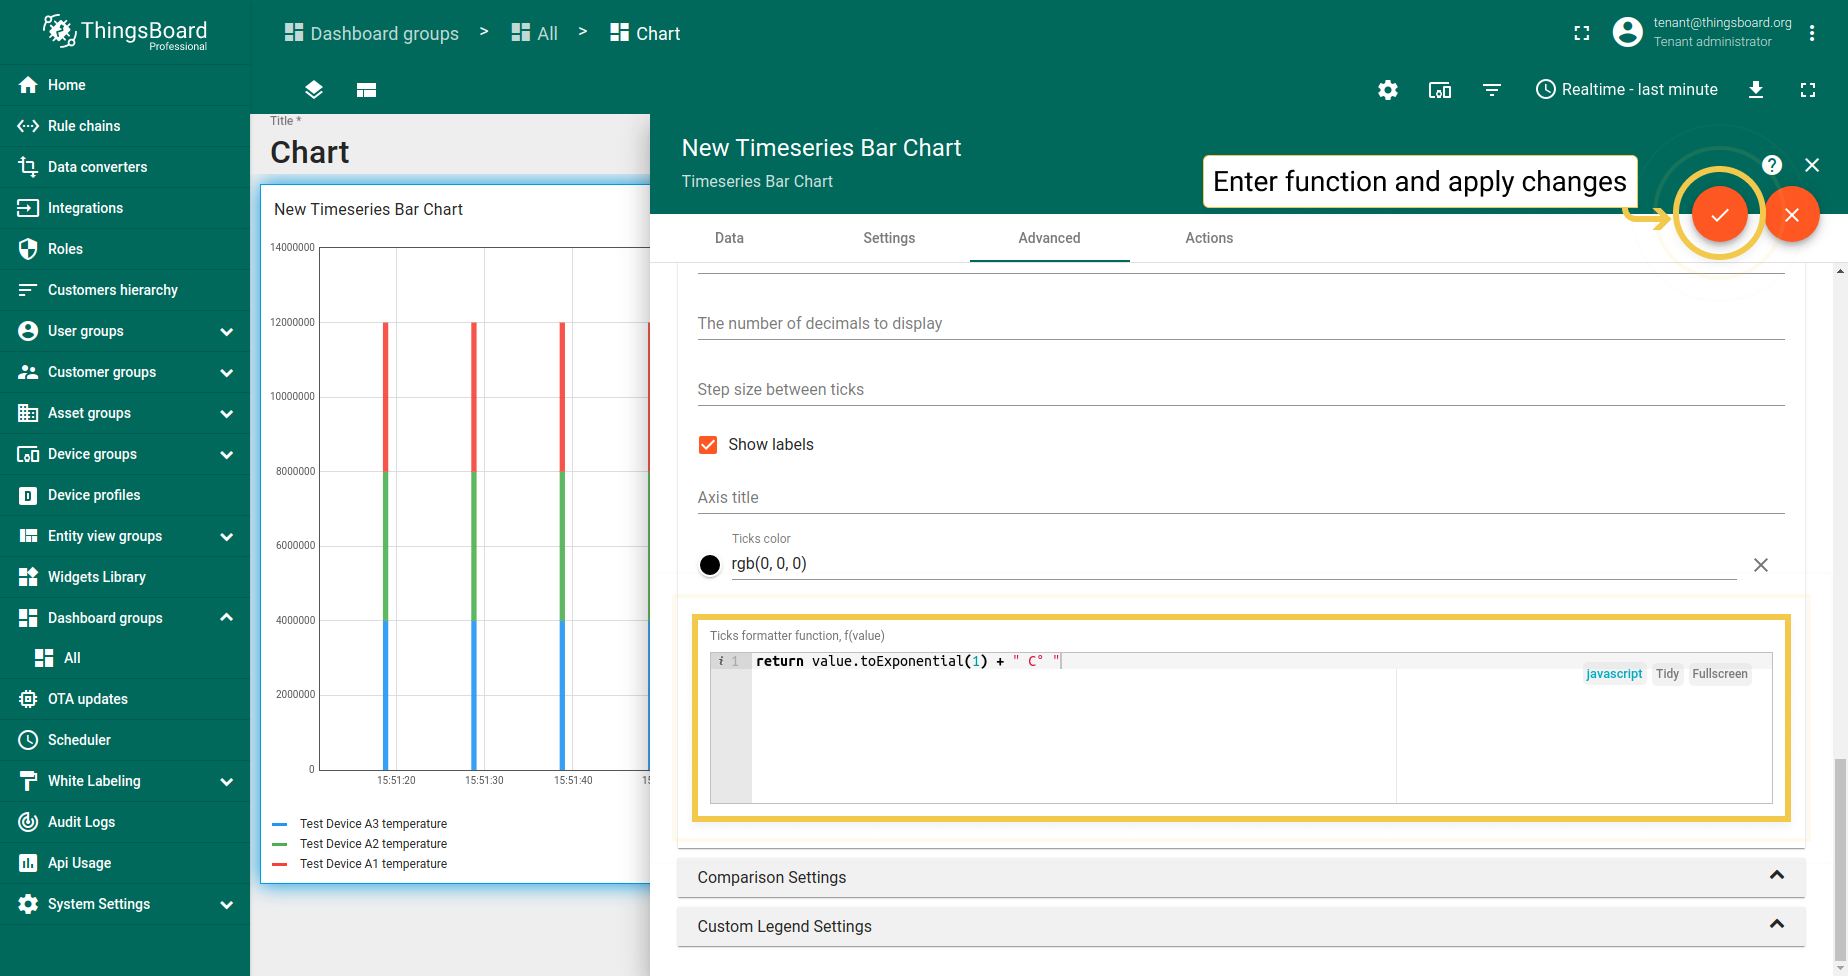 ThingsBoard
Professional
Dashboard groups > All > Chart
tenant@thingsboard.org
Tenant administrator
Home
Rule chains
Data converters
Integrations
Roles
Customers hierarchy
User groups
Customer groups
Asset groups
Device groups
Device profiles
Entity view groups
Widgets Library
Dashboard groups
All
OTA updates
Scheduler
White Labeling
Audit Logs
Api Usage
System Settings
Realtime - last minute
Title *
Chart
New Timeseries Bar Chart
14000000
12000000
10000000
8000000
6000000
4000000
2000000
0
15:51:20 15:51:30 15:51:40 15
Test Device A3 temperature
Test Device A2 temperature
Test Device A1 temperature
New Timeseries Bar Chart
Timeseries Bar Chart
Enter function and apply changes
Data Settings Advanced Actions
The number of decimals to display
Step size between ticks
Show labels
Axis title
Ticks color
rgb(0, 0, 0)
Ticks formatter function, f(value)
i 1 return value.toExponential(1) + " C° "
javascript Tidy Fullscreen
Comparison Settings
Custom Legend Settings